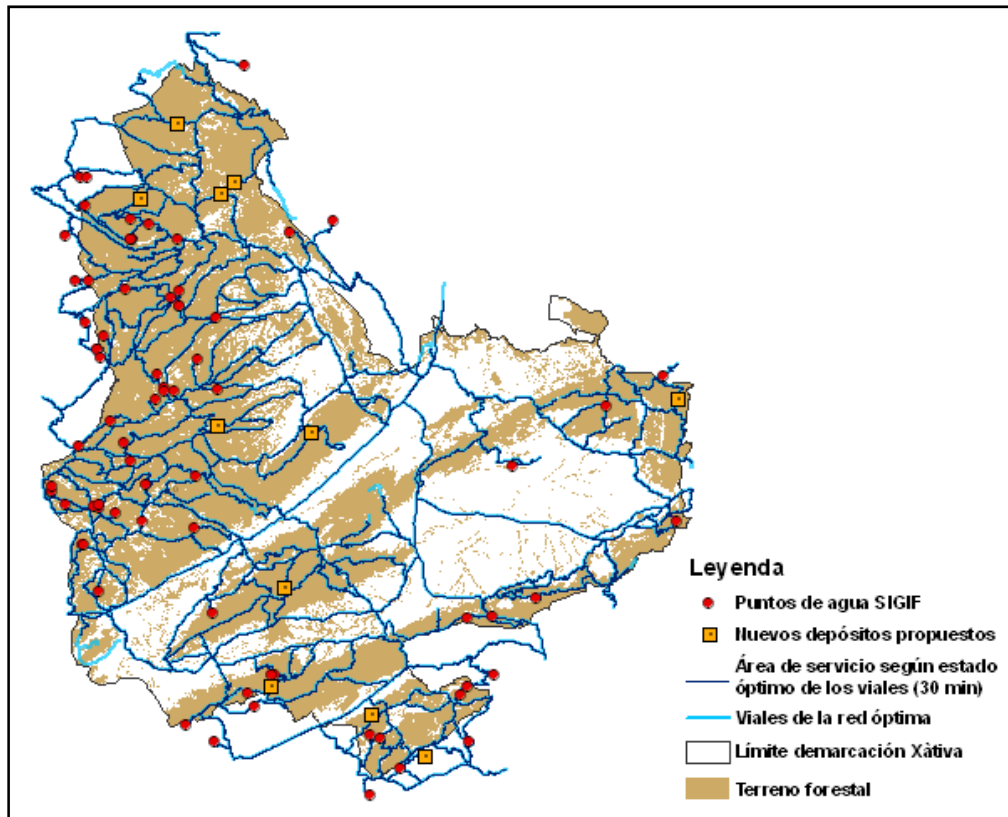 Leyenda
Puntos de agua SIGIF
Nuevos depósitos propuestos
Área de servicio según estado
óptimo de los viales (30 min)
Viales de la red óptima
Límite demarcación Xàtiva
Terreno forestal